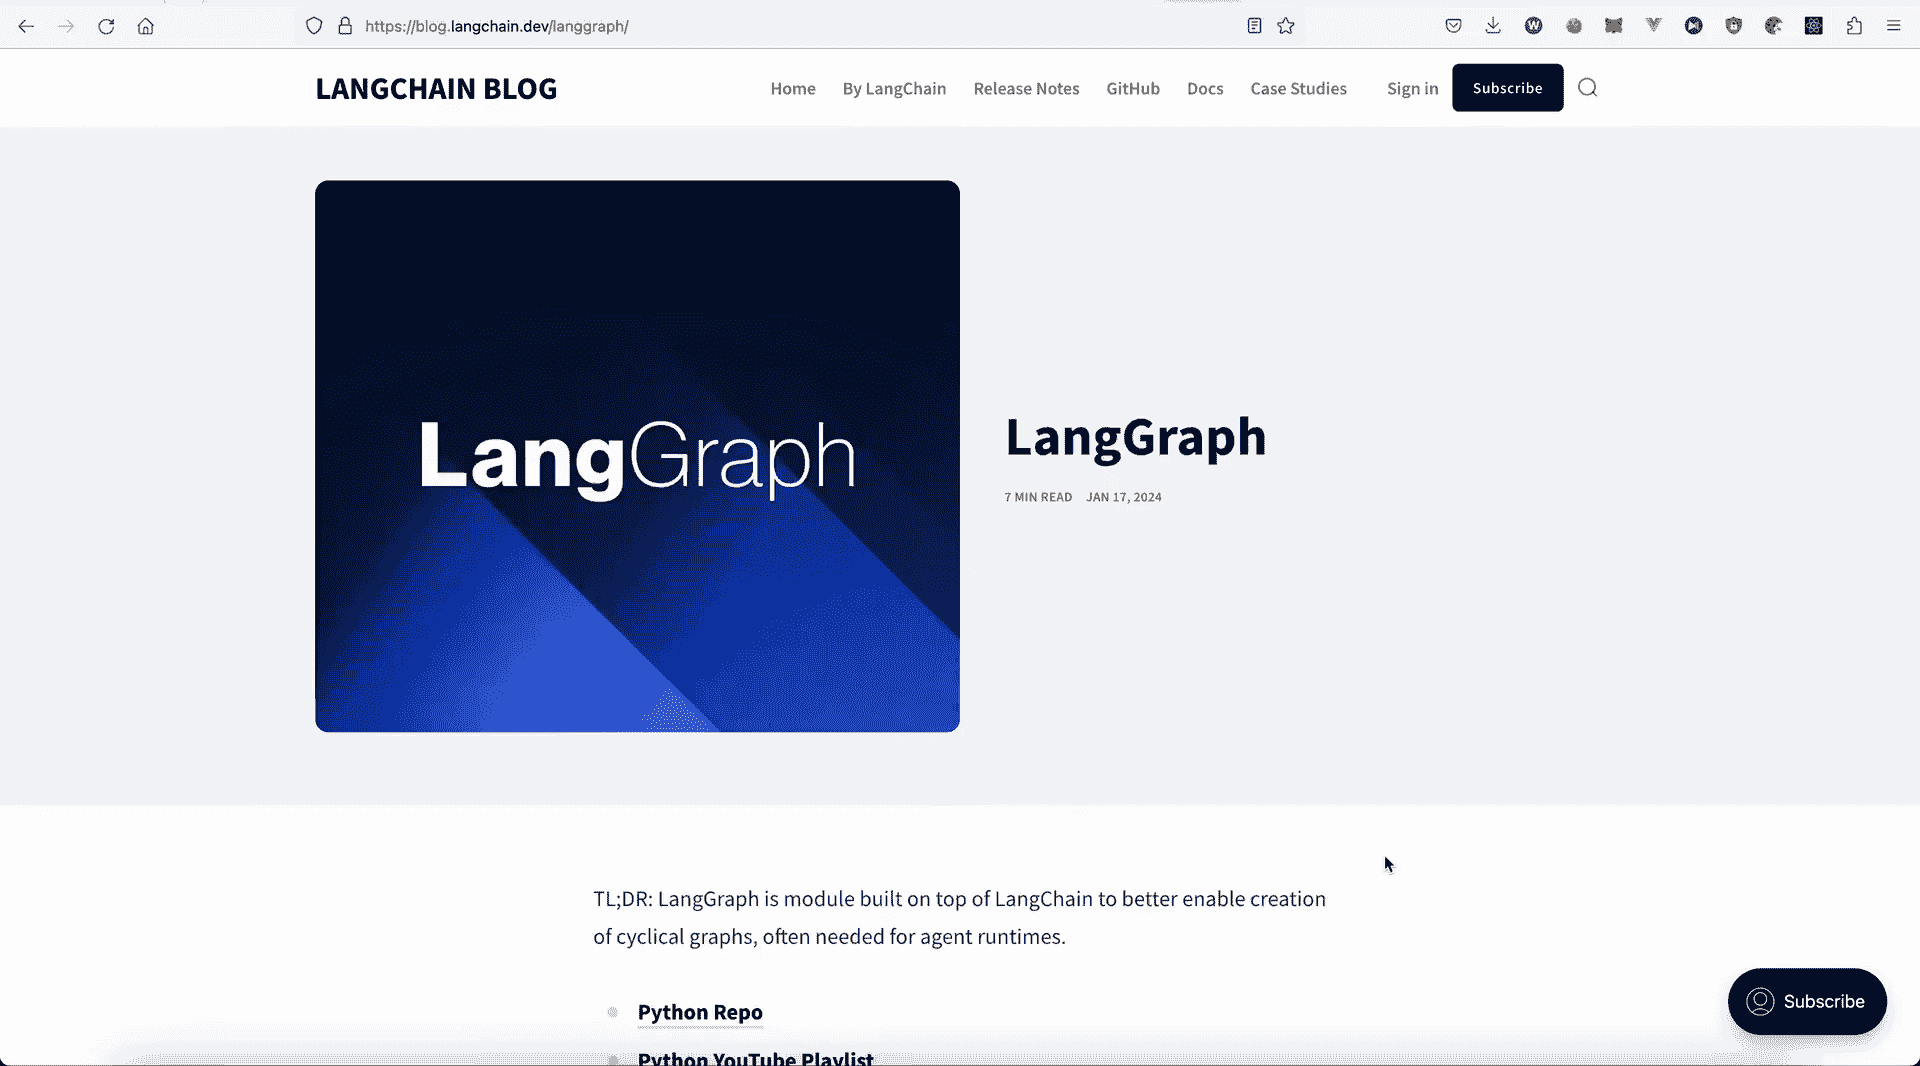 https://blog.langchain.dev/langgraph/
LANGCHAIN BLOG
Home
By LangChain
Release Notes
GitHub
Docs
Case Studies
Sign in
Subscribe
LangGraph
LangGraph
7 MIN READ JAN 17, 2024
TL;DR: LangGraph is module built on top of LangChain to better enable creation
of cyclical graphs, often needed for agent runtimes.
Python Repo
Python YouTube Playlist
Subscribe